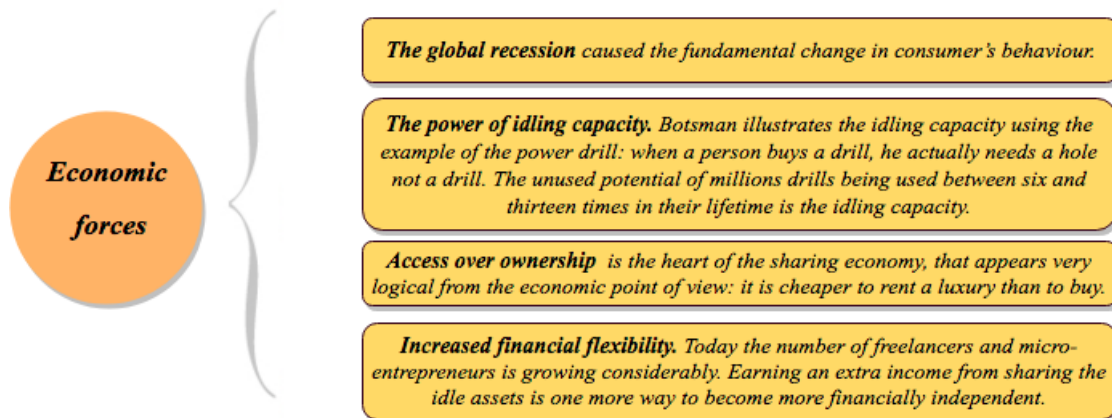 Economic
forces
The global recession caused the fundamental change in consumer's behaviour.
The power of idling capacity. Botsman illustrates the idling capacity using the
example of the power drill: when a person buys a drill, he actually needs a hole
not a drill. The unused potential of millions drills being used between six and
thirteen times in their lifetime is the idling capacity.
Access over ownership is the heart of the sharing economy, that appears very
logical from the economic point of view: it is cheaper to rent a luxury than to buy.
Increased financial flexibility. Today the number of freelancers and micro-
entrepreneurs is growing considerably. Earning an extra income from sharing the
idle assets is one more way to become more financially independent.